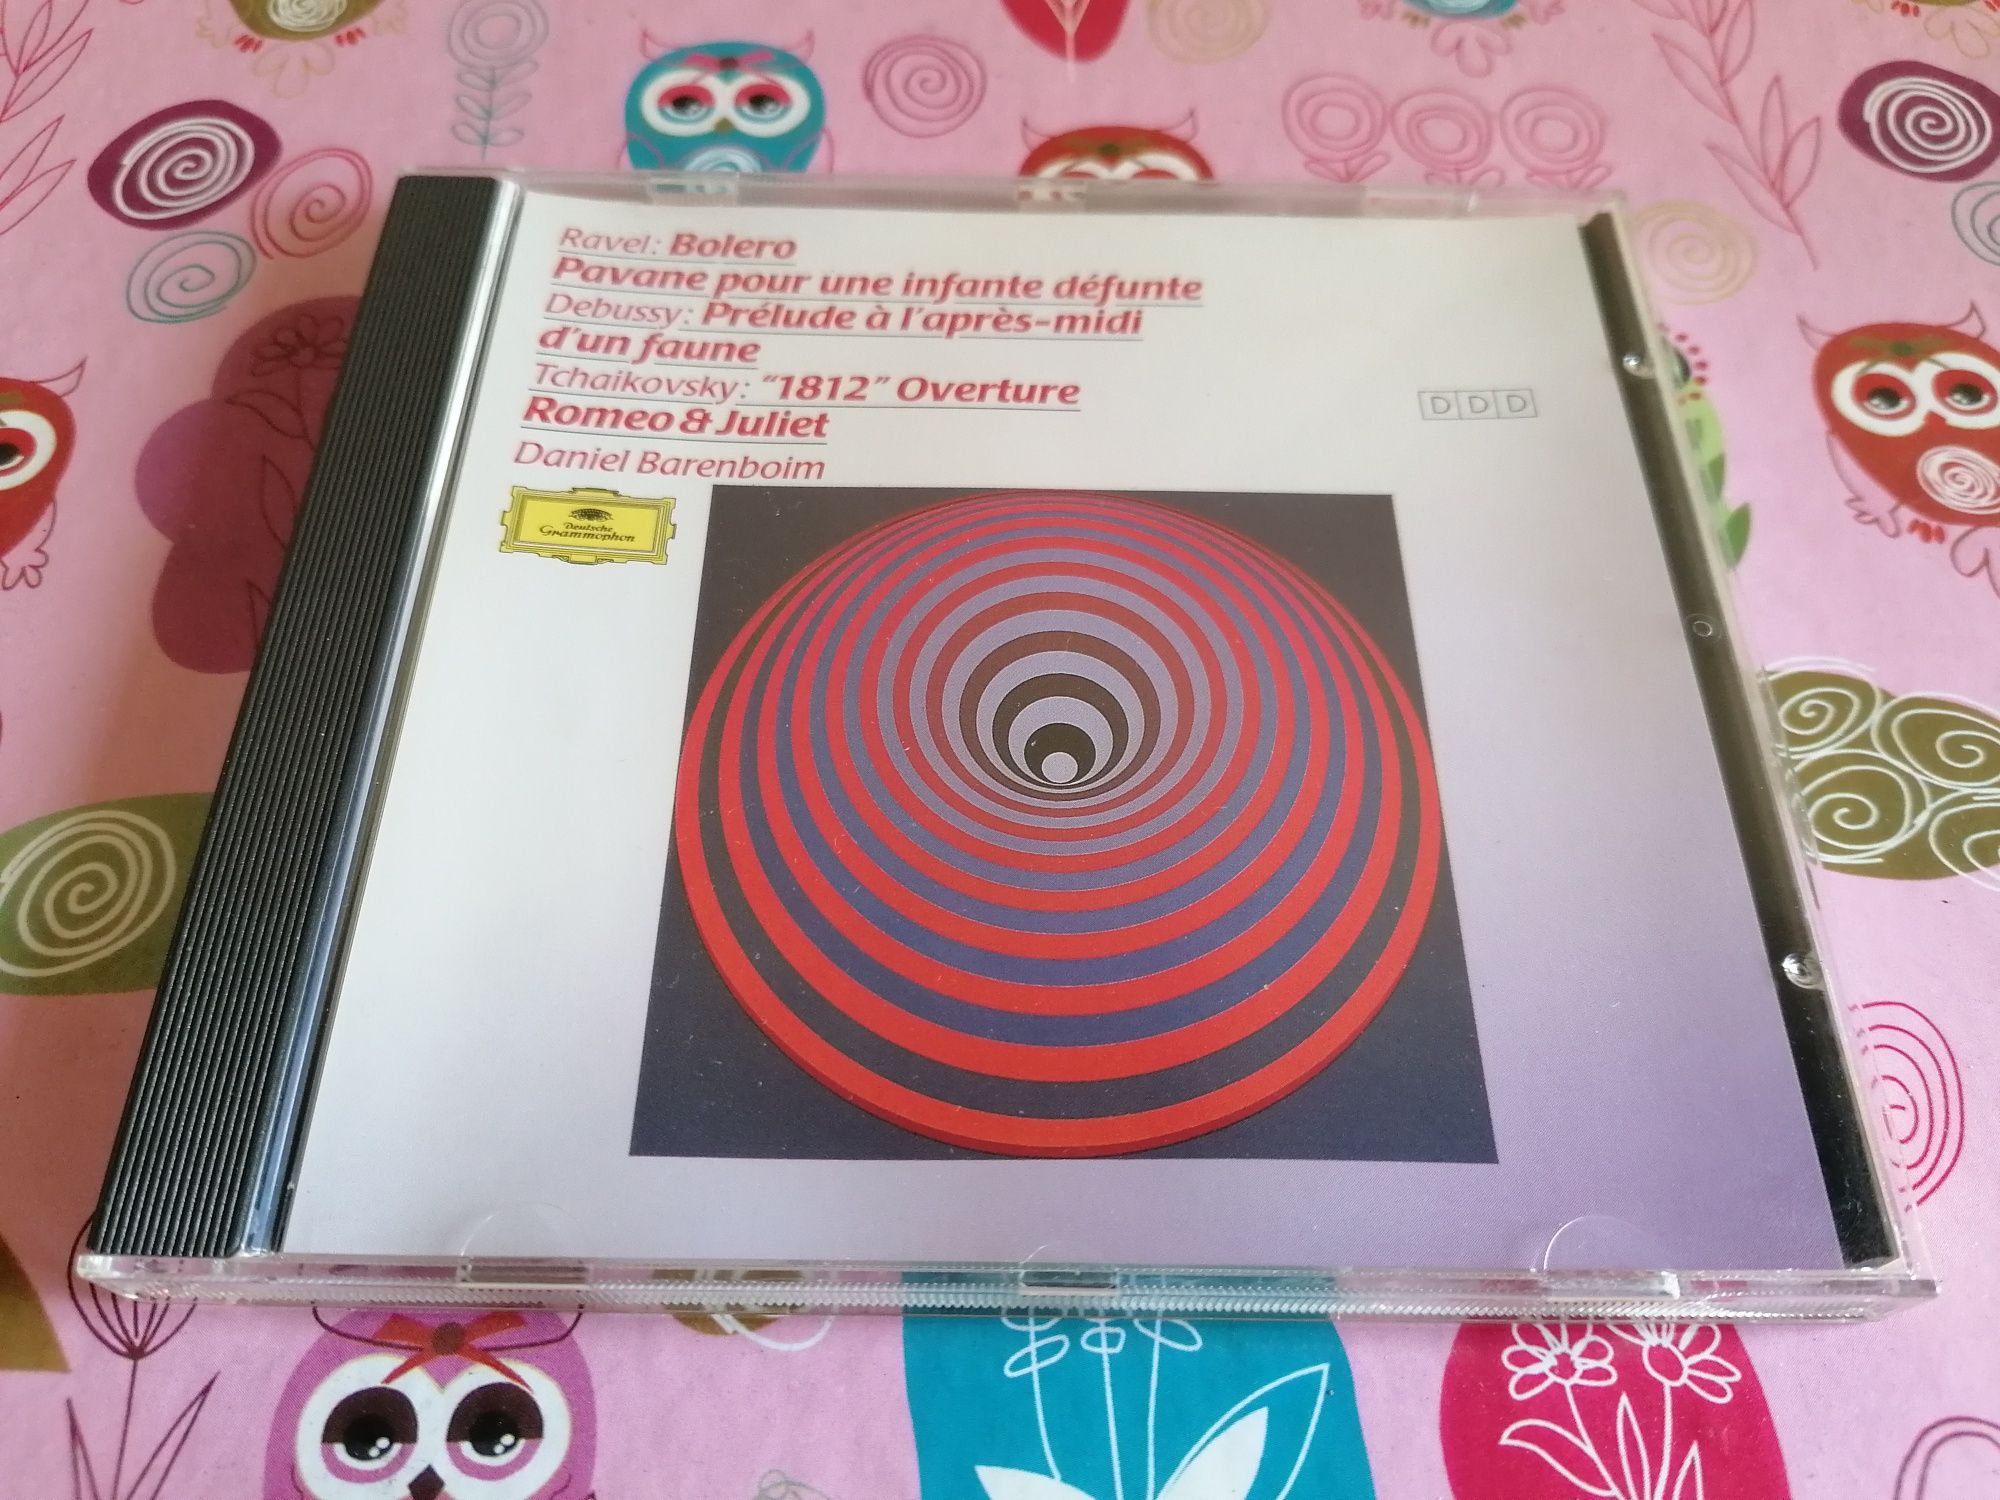 Ravel: Bolero
Pavane pour une infante défunte
Debussy: Prélude à l'après-midi
d'un faune
Tchaikovsky: "1812" Overture
Romeo & Juliet
Daniel Barenboim
DDD
Deutsche
Grammophon